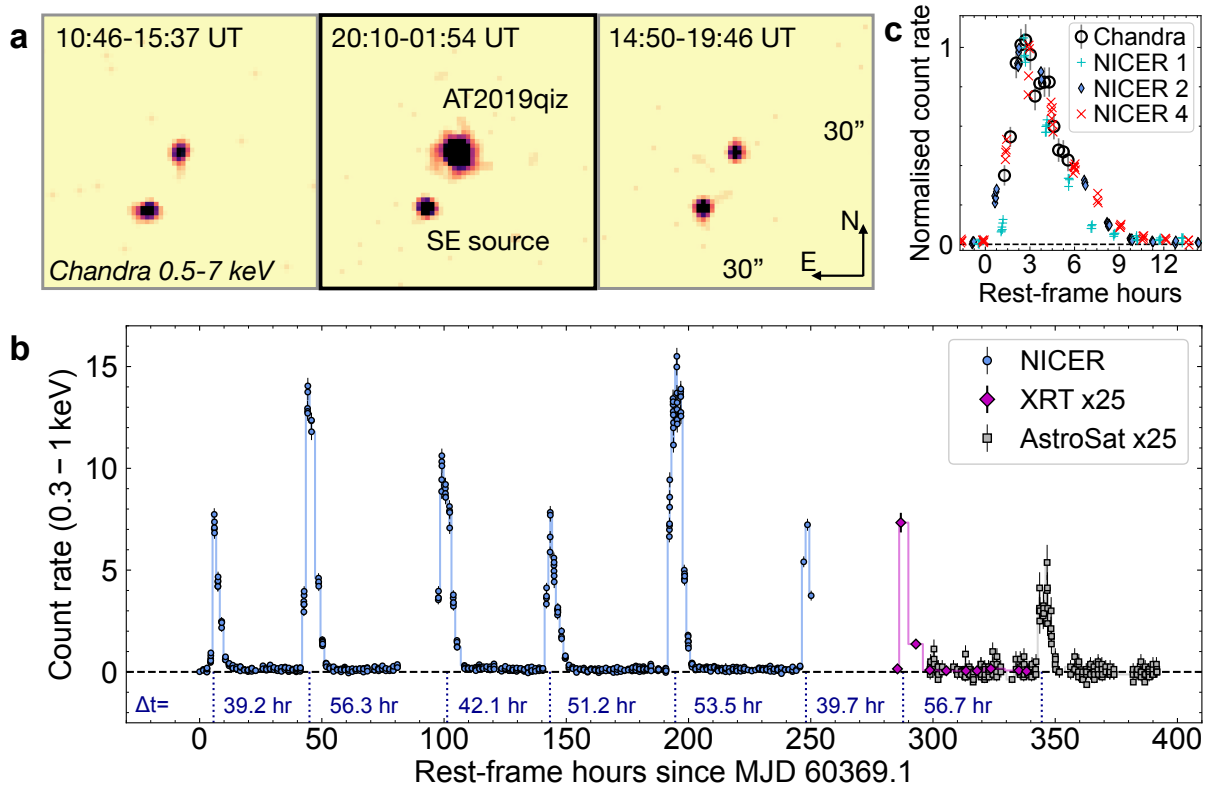 a
10:46-15:37 UT
20:10-01:54 UT
14:50-19:46 UT
AT2019qiz
SE source
30"
30"
N
E
Chandra 0.5-7 keV
c
Normalised count rate
1
0
Chandra
NICER 1
NICER 2
NICER 4
0 3 6 9 12
Rest-frame hours
b
Count rate (0.3 – 1 keV)
15
10
5
0
NICER
XRT x25
AstroSat x25
Δt= 39.2 hr 56.3 hr 42.1 hr 51.2 hr 53.5 hr 39.7 hr 56.7 hr
0 50 100 150 200 250 300 350 400
Rest-frame hours since MJD 60369.1